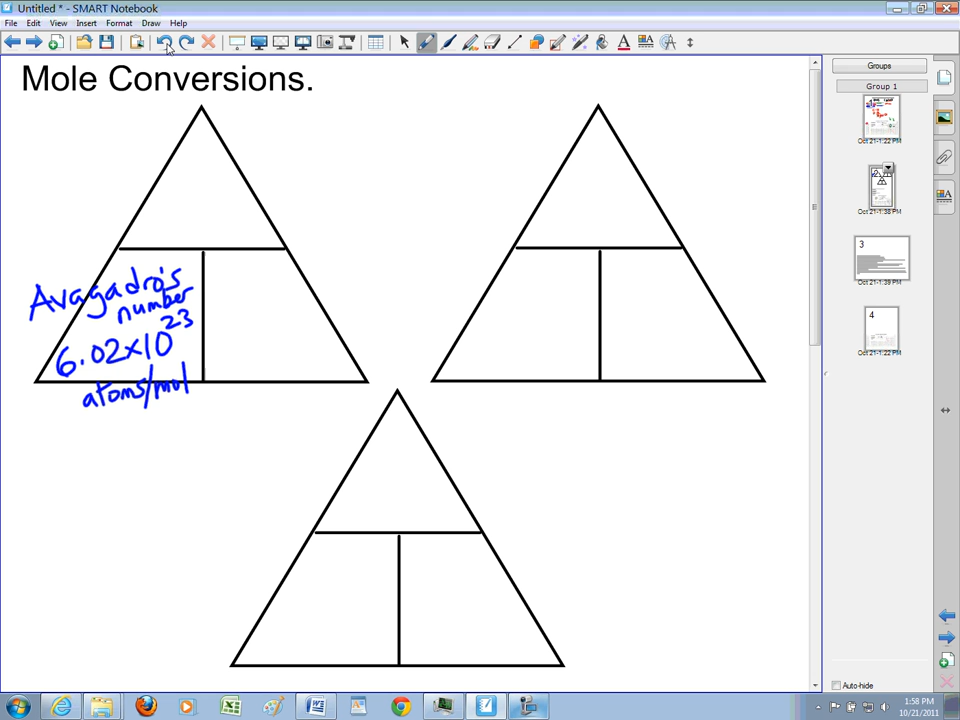 Untitled * - SMART Notebook
File Edit View Insert Format Draw Help
Mole Conversions.
Avagadro's
number
6.02x10^23
atoms/mol
Groups
Group 1
Oct 21-1:22 PM
Oct 21-1:38 PM
3
Oct 21-1:39 PM
4
Oct 21-1:22 PM
Auto-hide
1:58 PM
10/21/2011